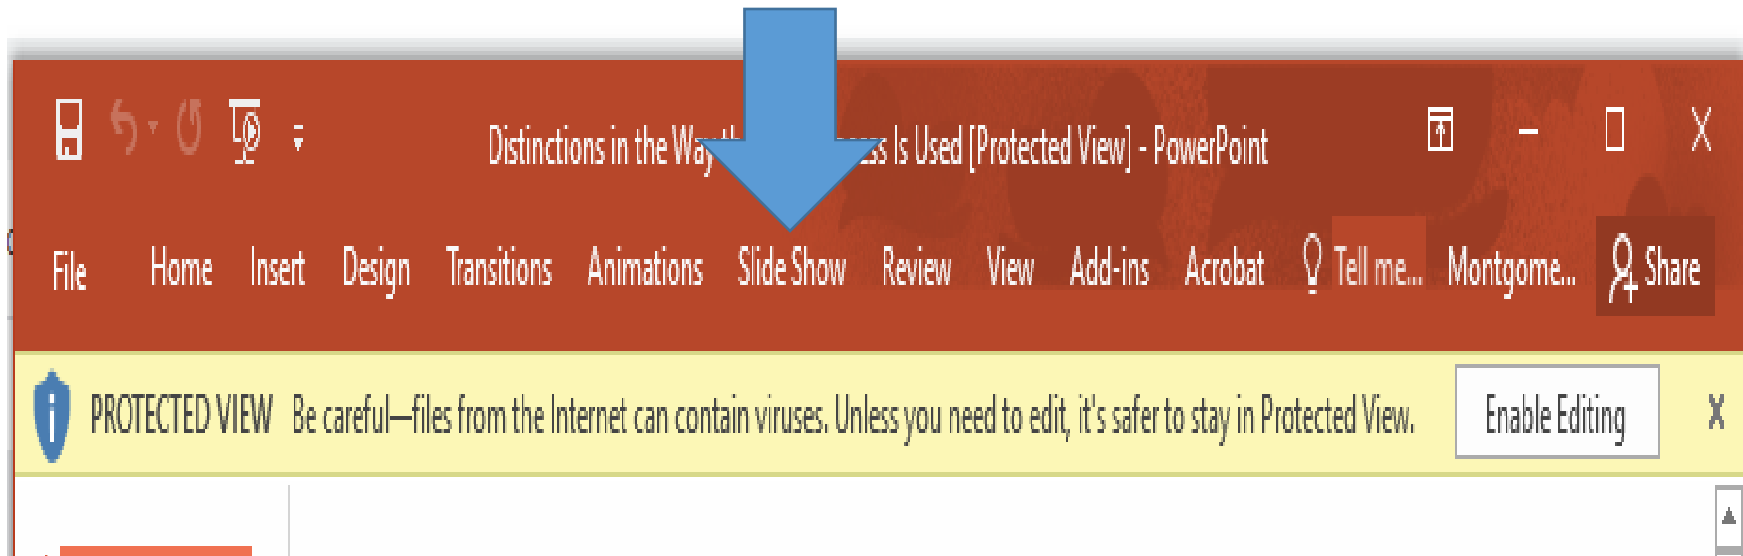 Distinctions in the Way Is Used [Protected View] - PowerPoint
File Home Insert Design Transitions Animations Slide Show Review View Add-ins Acrobat Tell me... Montgome... Share
PROTECTED VIEW Be careful—files from the Internet can contain viruses. Unless you need to edit, it's safer to stay in Protected View. Enable Editing X